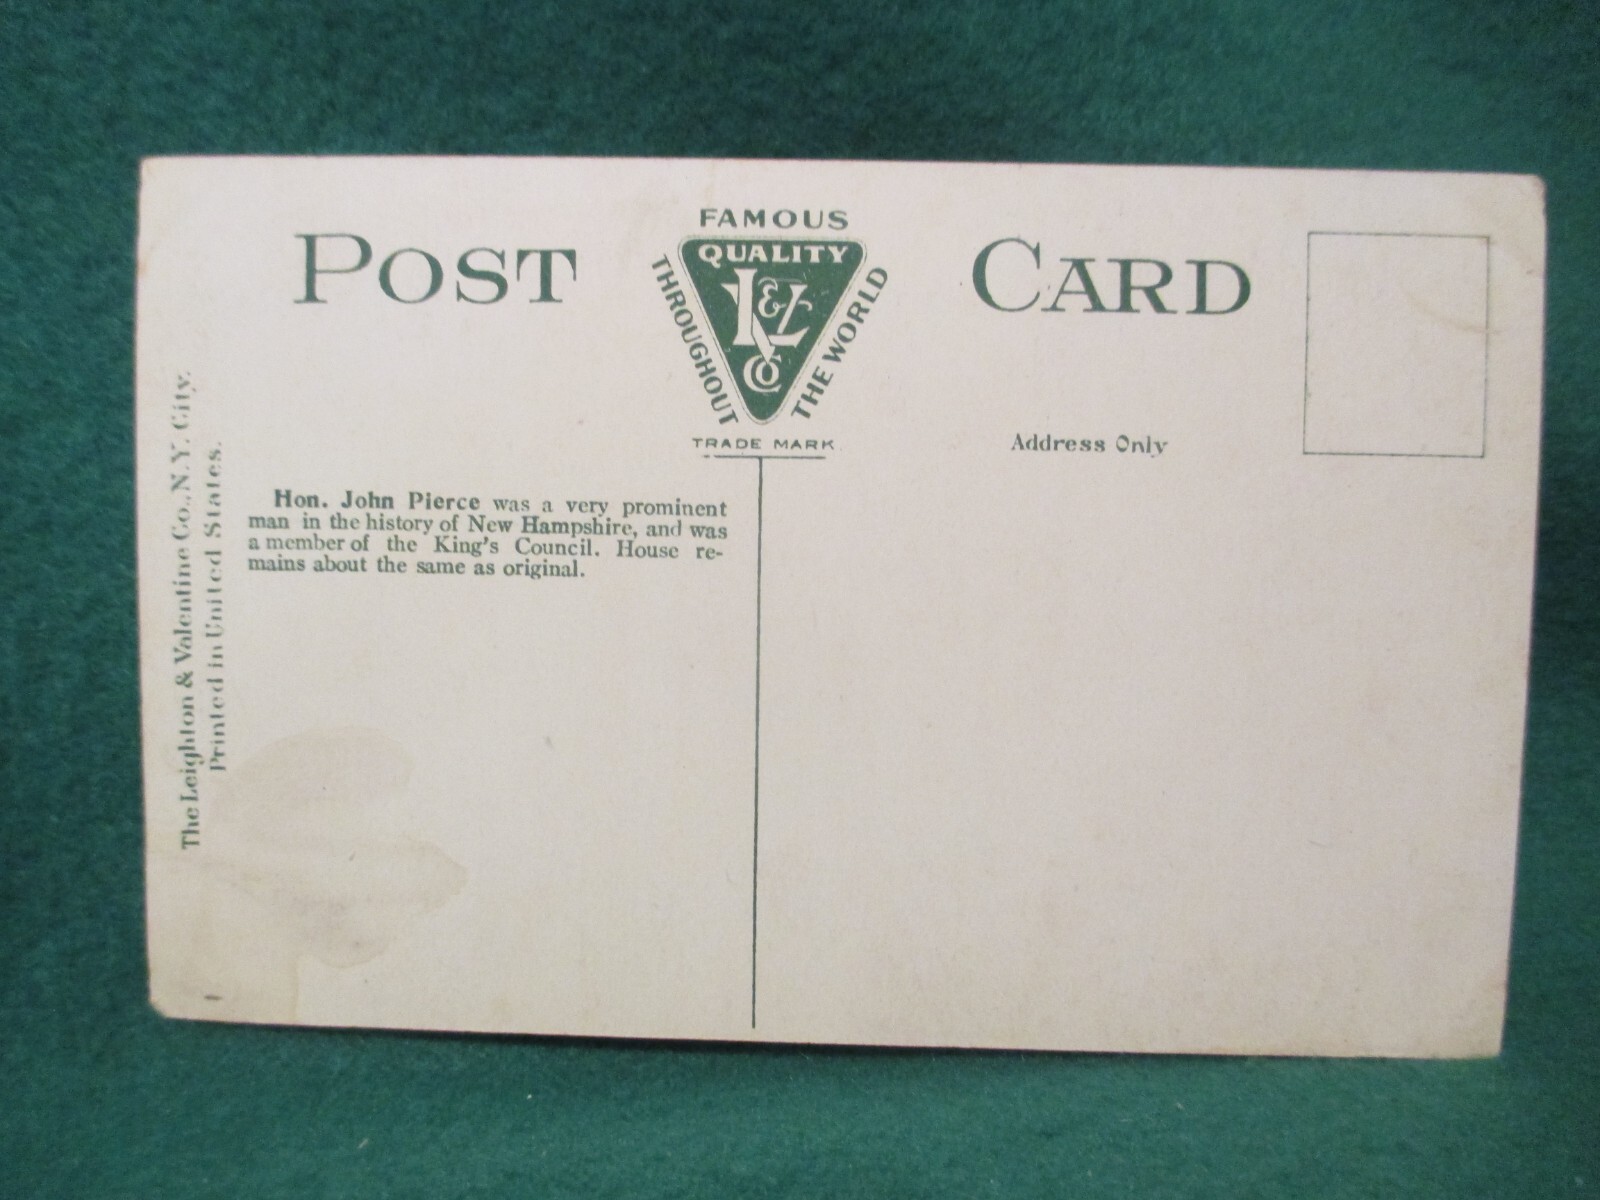 POST CARD
FAMOUS
QUALITY
THROUGHOUT
THE WORLD
L & V
Co
TRADE MARK.
Address Only
The Leighton & Valentine Co., N.Y. City.
Printed in United States.
Hon. John Pierce was a very prominent
man in the history of New Hampshire, and was
a member of the King's Council. House re-
mains about the same as original.